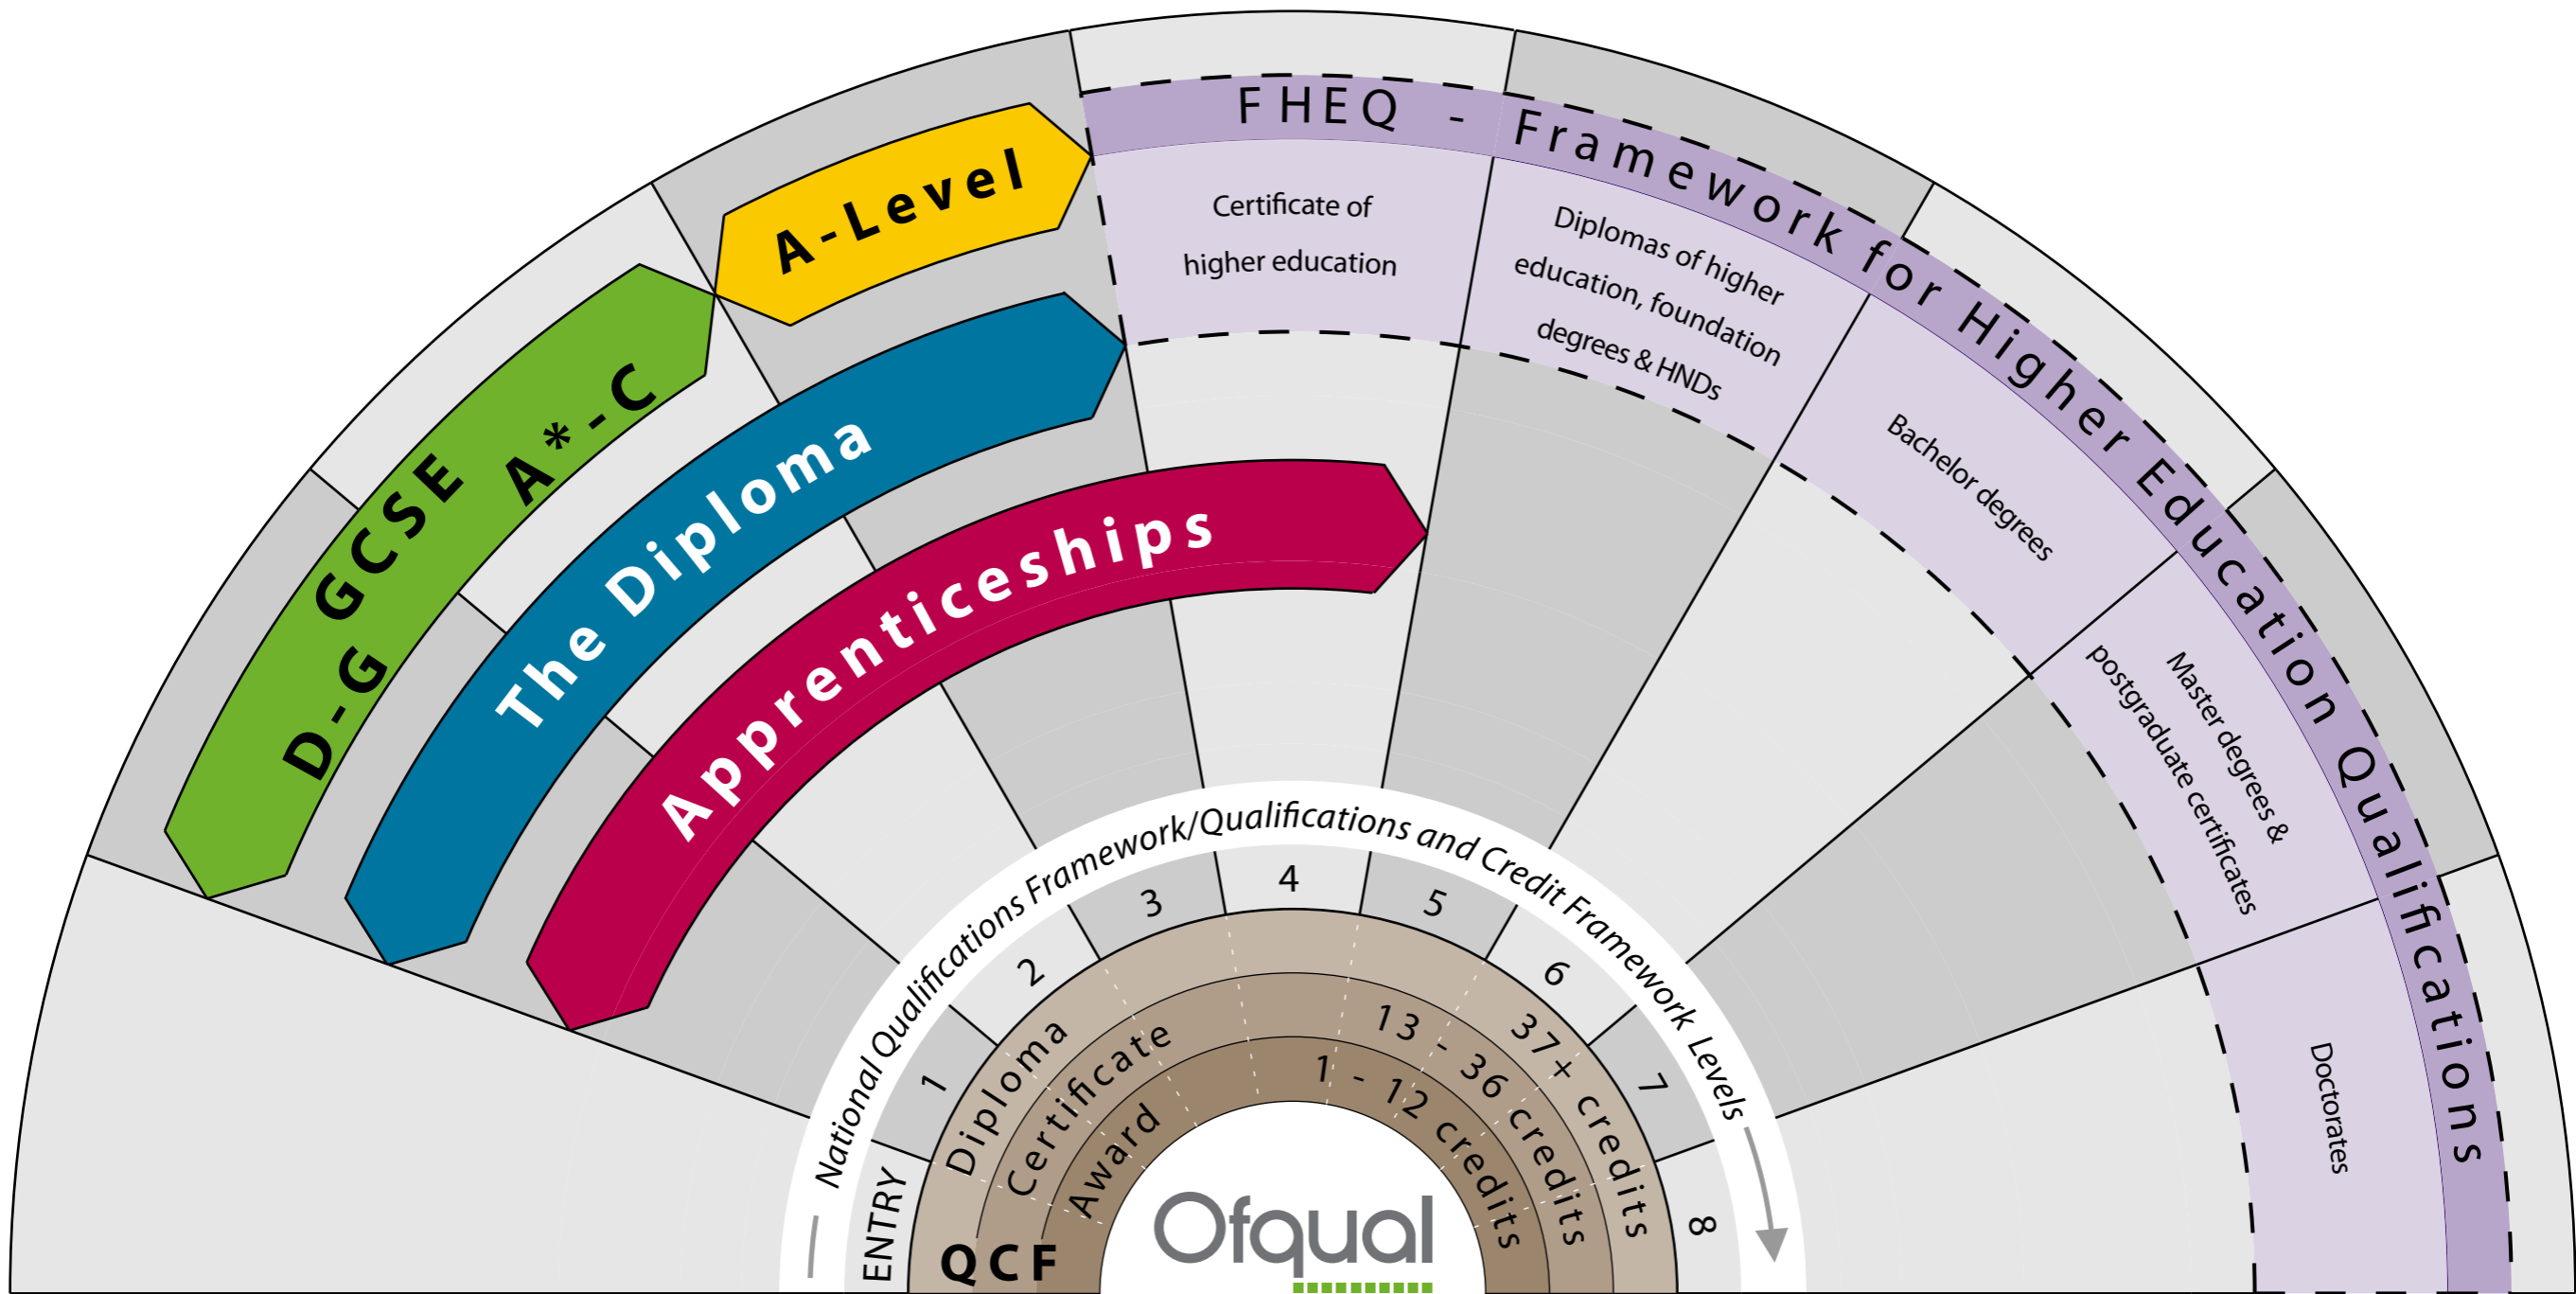 FHEQ - Framework for Higher Education Qualifications
Certificate of
higher education
Diplomas of higher
education, foundation
degrees & HNDs
Bachelor degrees
Master degrees &
postgraduate certificates
Doctorates
A-Level
GCSE
D-G A*-C
The Diploma
Apprenticeships
National Qualifications Framework/Qualifications and Credit Framework Levels
ENTRY
1
2
3
4
5
6
7
8
Diploma 37+ credits
Certificate 13 - 36 credits
Award 1 - 12 credits
QCF
Ofqual